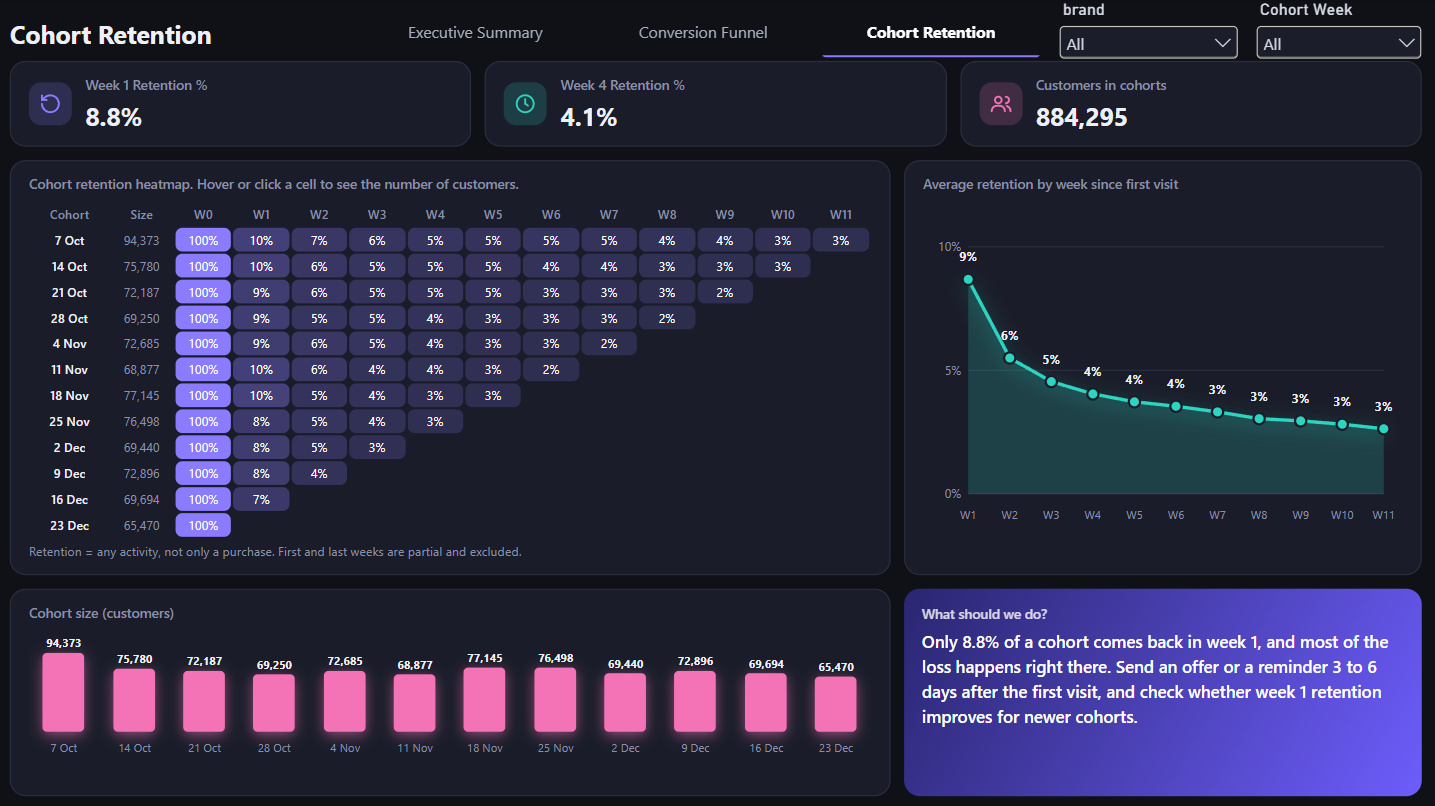 Cohort Retention
Executive Summary
Conversion Funnel
Cohort Retention
brand
All
Cohort Week
All
Week 1 Retention %
8.8%
Week 4 Retention %
4.1%
Customers in cohorts
884,295
Cohort retention heatmap. Hover or click a cell to see the number of customers.
Cohort Size W0 W1 W2 W3 W4 W5 W6 W7 W8 W9 W10 W11
7 Oct 94,373 100% 10% 7% 6% 5% 5% 5% 5% 4% 4% 3% 3%
14 Oct 75,780 100% 10% 6% 5% 5% 5% 4% 4% 3% 3% 3%
21 Oct 72,187 100% 9% 6% 5% 5% 5% 3% 3% 3% 2%
28 Oct 69,250 100% 9% 5% 5% 4% 3% 3% 3% 2%
4 Nov 72,685 100% 9% 6% 5% 4% 3% 3% 2%
11 Nov 68,877 100% 10% 6% 4% 4% 3% 2%
18 Nov 77,145 100% 10% 5% 4% 3% 3%
25 Nov 76,498 100% 8% 5% 4% 3%
2 Dec 69,440 100% 8% 5% 3%
9 Dec 72,896 100% 8% 4%
16 Dec 69,694 100% 7%
23 Dec 65,470 100%
Retention = any activity, not only a purchase. First and last weeks are partial and excluded.
Average retention by week since first visit
10%
5%
0%
9% 6% 5% 4% 4% 4% 3% 3% 3% 3% 3%
W1 W2 W3 W4 W5 W6 W7 W8 W9 W10 W11
Cohort size (customers)
94,373 75,780 72,187 69,250 72,685 68,877 77,145 76,498 69,440 72,896 69,694 65,470
7 Oct 14 Oct 21 Oct 28 Oct 4 Nov 11 Nov 18 Nov 25 Nov 2 Dec 9 Dec 16 Dec 23 Dec
What should we do?
Only 8.8% of a cohort comes back in week 1, and most of the
loss happens right there. Send an offer or a reminder 3 to 6
days after the first visit, and check whether week 1 retention
improves for newer cohorts.